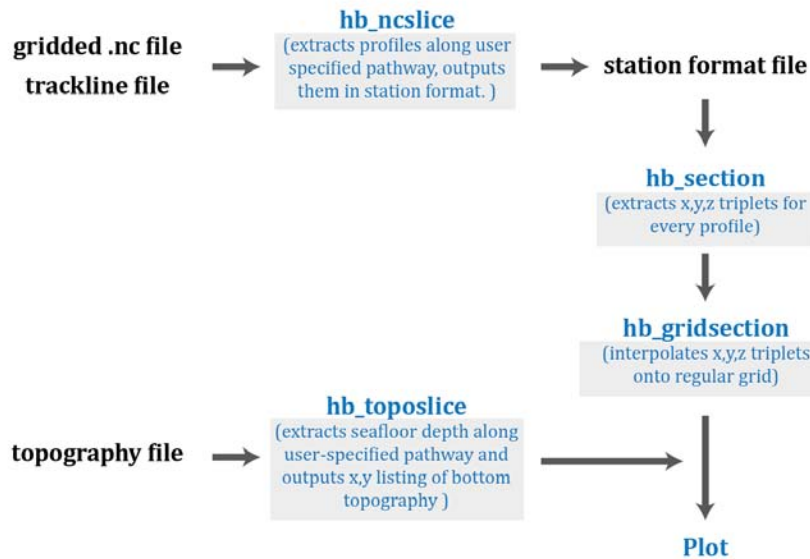 hb_ncslice
gridded .nc file
trackline file
(extracts profiles along user
specified pathway, outputs
them in station format. )
station format file
hb_section
(extracts x,y,z triplets for
every profile)
hb_gridsection
(interpolates x,y,z triplets
onto regular grid)
hb_toposlice
topography file
(extracts seafloor depth along
user-specified pathway and
outputs x,y listing of bottom
topography )
Plot